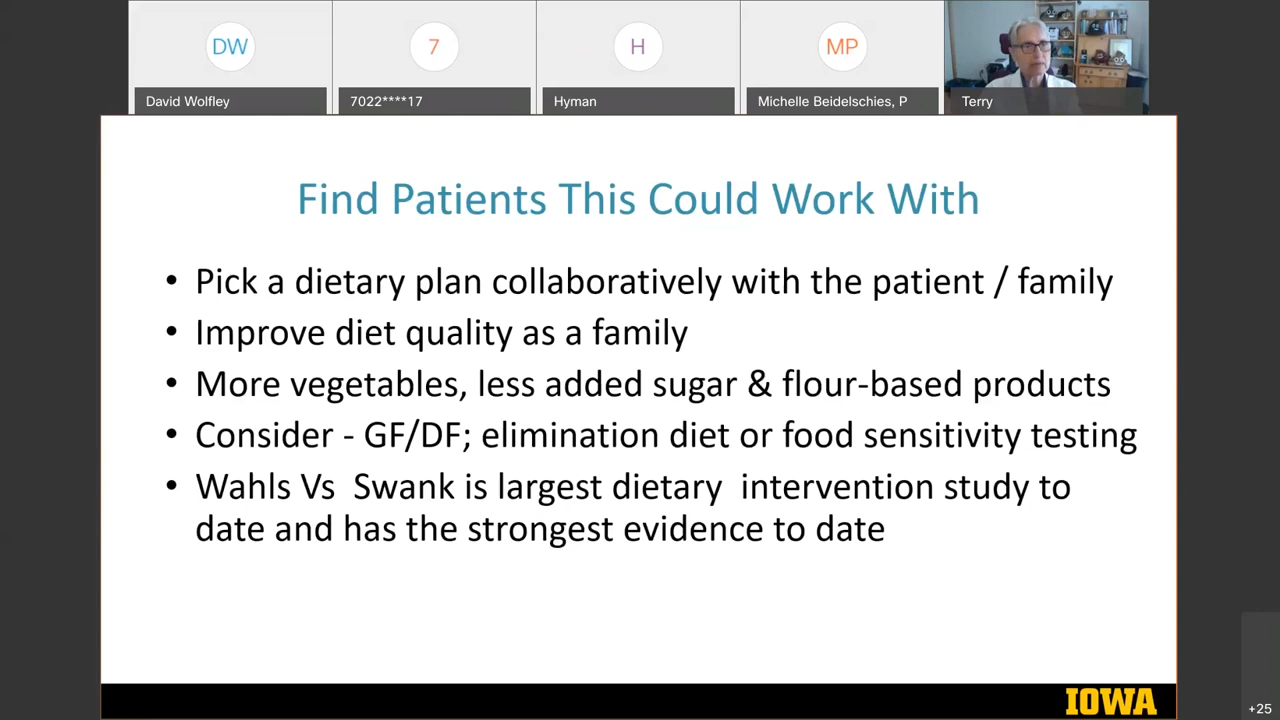 DW
7
H
MP
David Wolfley
7022****17
Hyman
Michelle Beidelschies, P
Terry
Find Patients This Could Work With
• Pick a dietary plan collaboratively with the patient / family
• Improve diet quality as a family
• More vegetables, less added sugar & flour-based products
• Consider - GF/DF; elimination diet or food sensitivity testing
• Wahls Vs  Swank is largest dietary  intervention study to
date and has the strongest evidence to date
IOWA
+25